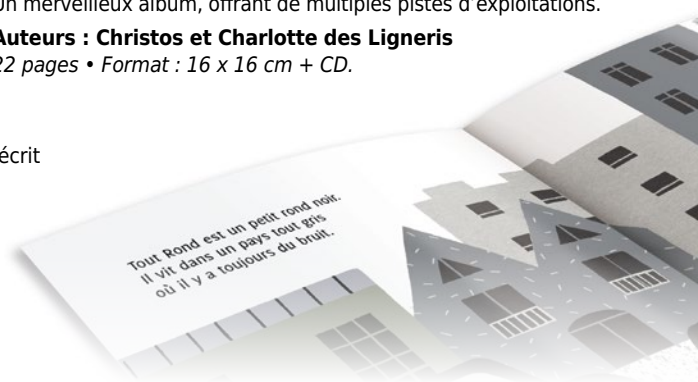 Un merveilleux album, offrant de multiples pistes d'exploitations.
Auteurs : Christos et Charlotte des Ligneris
22 pages • Format : 16 x 16 cm + CD.
écrit
Tout Rond est un petit rond noir.
Il vit dans un pays tout gris
où il y a toujours du bruit.